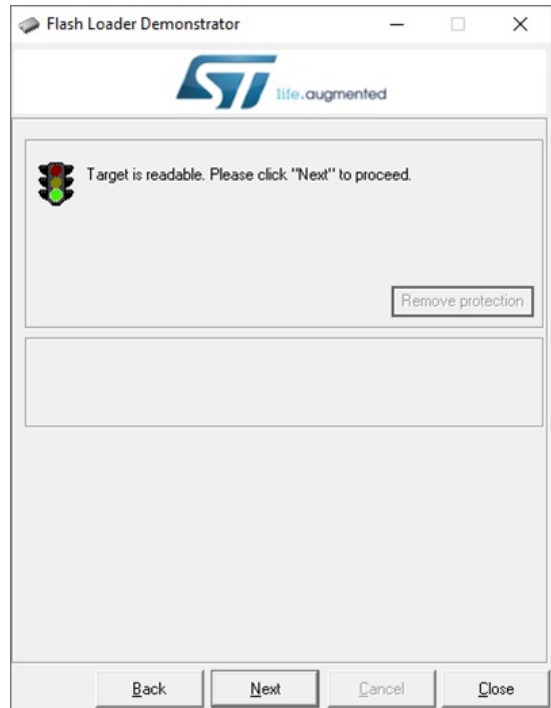 Flash Loader Demonstrator
ST
life.augmented
Target is readable. Please click "Next" to proceed.
Remove protection
Back
Next
Cancel
Close